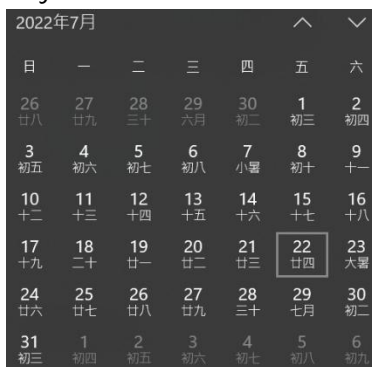 2022年7月
日 一 二 三 四 五 六
26 27 28 29 30 1 2
廿八 廿九 三十 六月 初二 初三 初四
3 4 5 6 7 8 9
初五 初六 初七 初八 小暑 初十 十一
10 11 12 13 14 15 16
十二 十三 十四 十五 十六 十七 十八
17 18 19 20 21 22 23
十九 二十 廿一 廿二 廿三 廿四 大暑
24 25 26 27 28 29 30
廿六 廿七 廿八 廿九 三十 七月 初二
31 1 2 3 4 5 6
初三 初四 初五 初六 初七 初八 初九